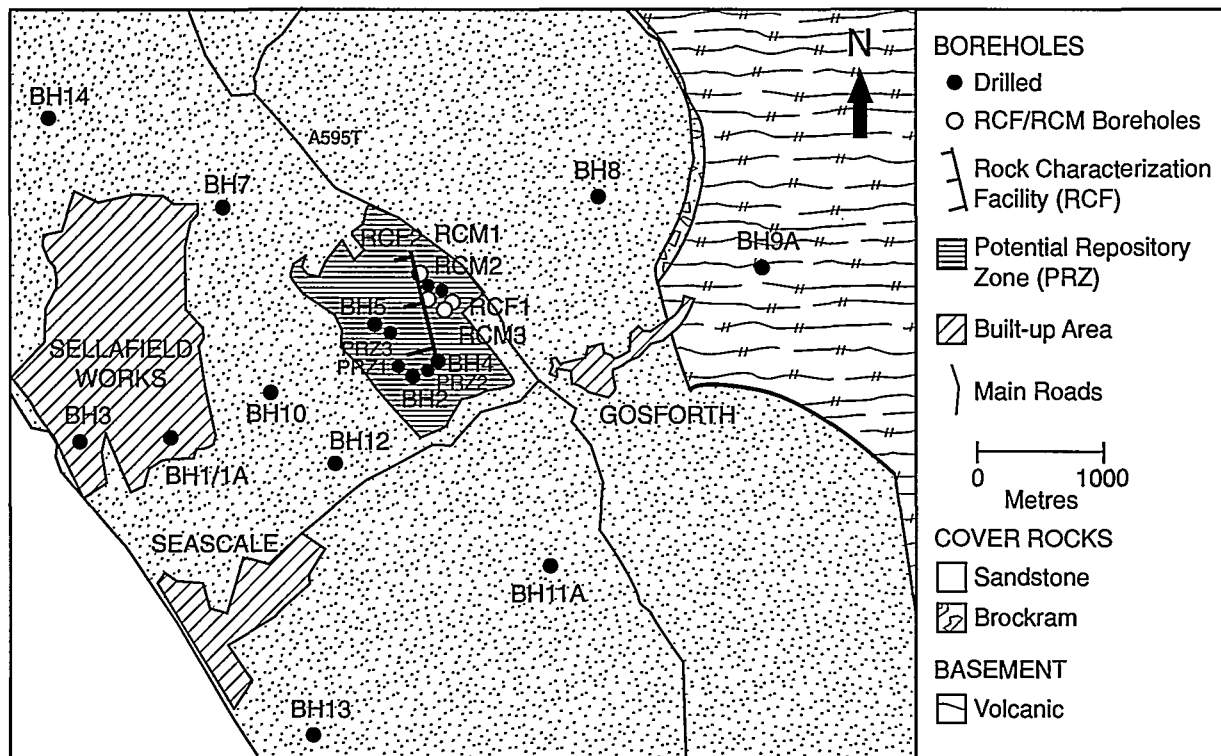 BH14
A595T
BH7
BH8
N
BH9A
RCF2
RCM1
RCM2
BH5
RCF1
RCM3
PRZ3
PRZ1
BH4
PRZ2
BH2
SELLAFIELD
WORKS
BH3
BH10
GOSFORTH
BH12
BH1/1A
SEASCALE
BH11A
BH13
BOREHOLES
Drilled
RCF/RCM Boreholes
Rock Characterization
Facility (RCF)
Potential Repository
Zone (PRZ)
Built-up Area
Main Roads
0 1000
Metres
COVER ROCKS
Sandstone
Brockram
BASEMENT
Volcanic